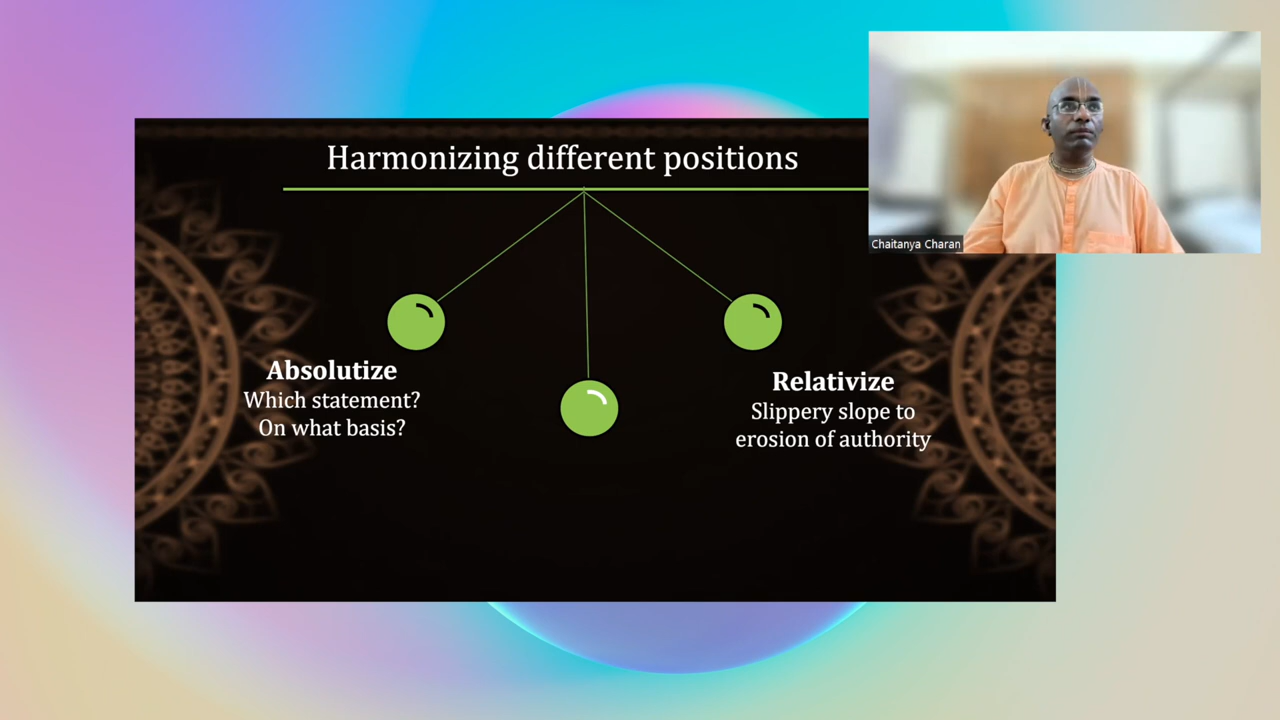 Harmonizing different positions
Absolutize
Which statement?
On what basis?
Relativize
Slippery slope to
erosion of authority
Chaitanya Charan